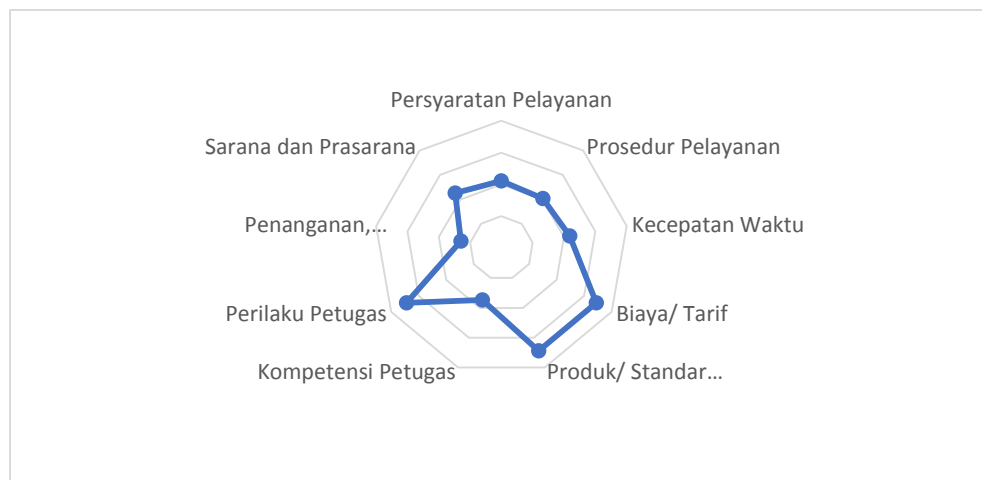 Persyaratan Pelayanan
Prosedur Pelayanan
Kecepatan Waktu
Biaya/ Tarif
Produk/ Standar...
Kompetensi Petugas
Perilaku Petugas
Penanganan,...
Sarana dan Prasarana